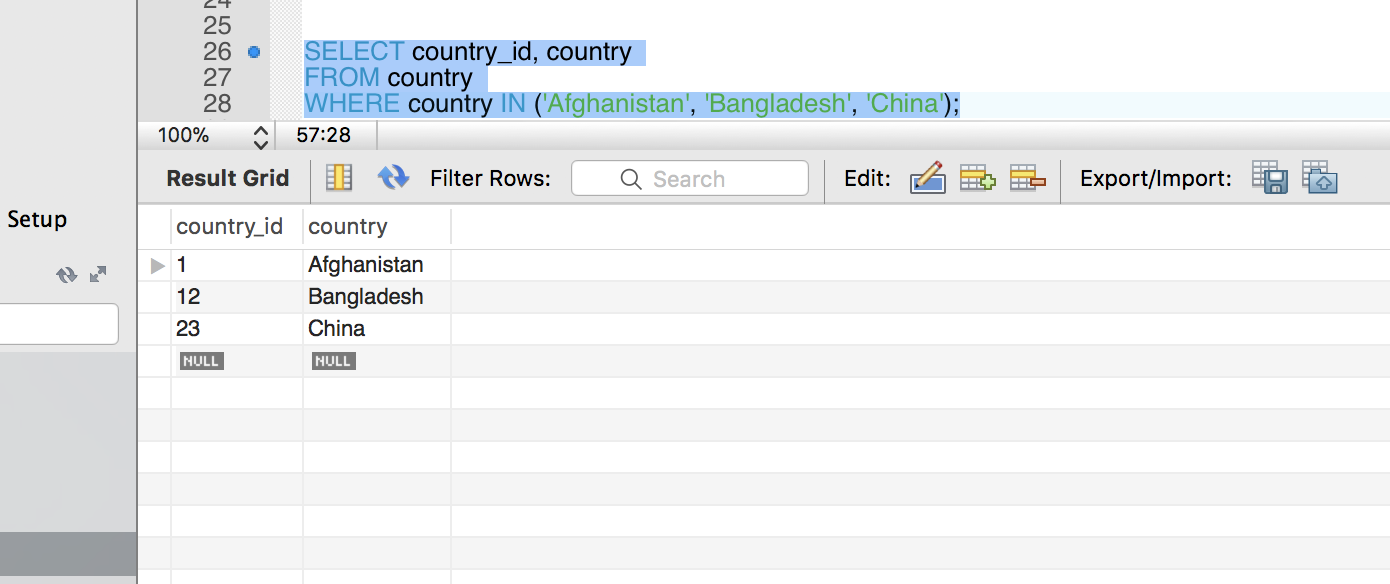 24
25
26 SELECT country_id, country
27 FROM country
28 WHERE country IN ('Afghanistan', 'Bangladesh', 'China');
100% 57:28
Result Grid Filter Rows: Search Edit: Export/Import:
Setup
country_id country
1 Afghanistan
12 Bangladesh
23 China
NULL NULL